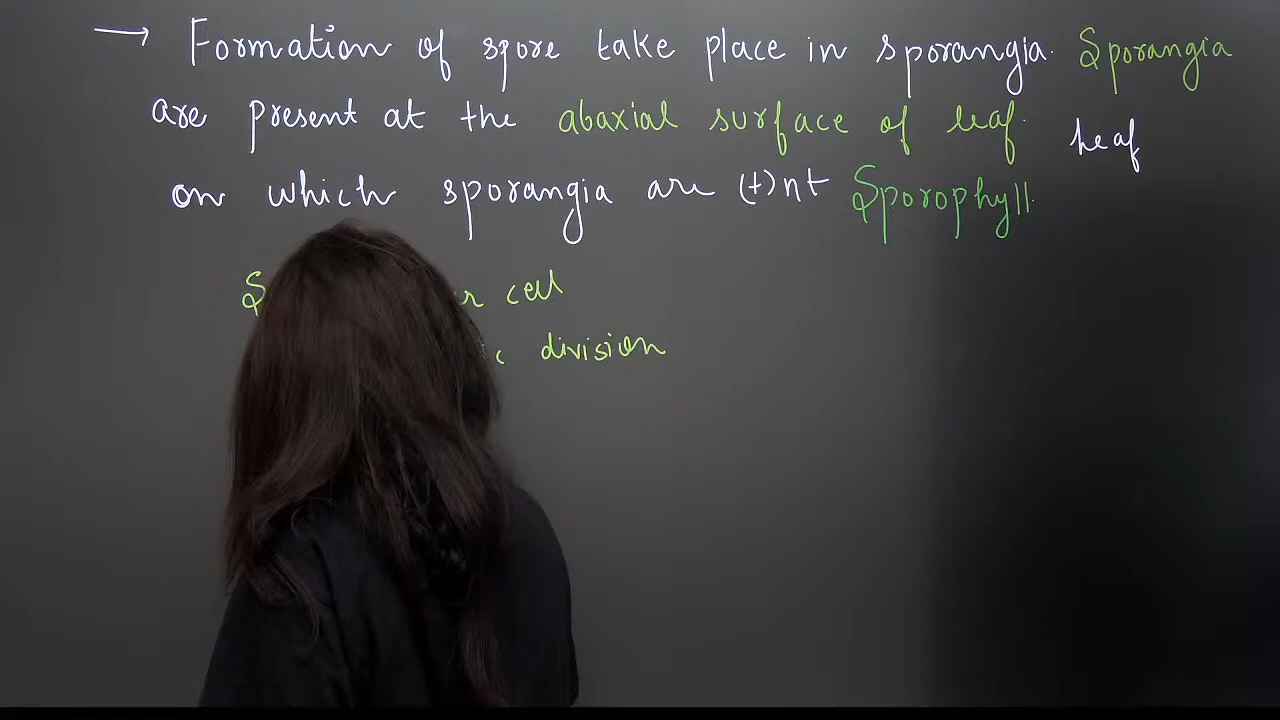 → Formation of spore take place in sporangia. Sporangia
are present at the abaxial surface of leaf. Leaf
on which sporangia are (+)nt Sporophyll.
cell
division